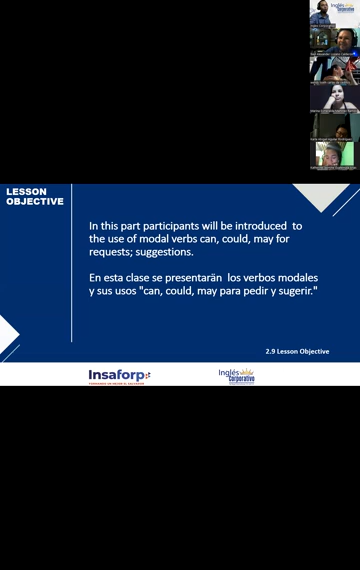 Inglés
Corporativo
LESSON
OBJECTIVE
In this part participants will be introduced to
the use of modal verbs can, could, may for
requests; suggestions.
En esta clase se presentarän los verbos modales
y sus usos "can, could, may para pedir y sugerir."
2.9 Lesson Objective
Insaforp
Inglés
Corporativo